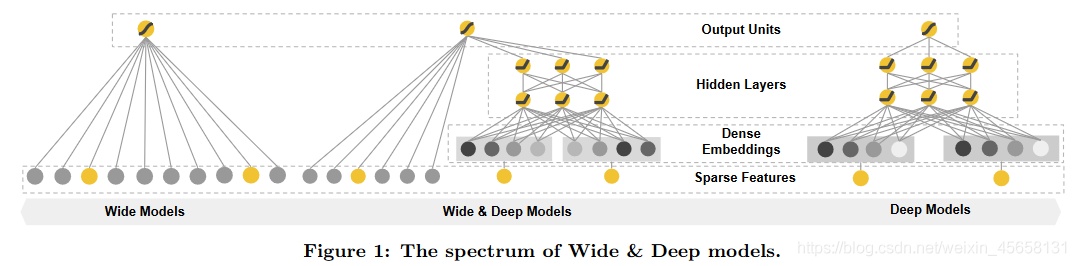 Output Units
Hidden Layers
Dense
Embeddings
Sparse Features
Wide Models
Wide & Deep Models
Deep Models
Figure 1: The spectrum of Wide & Deep models.
https://blog.csdn.net/weixin_45658131